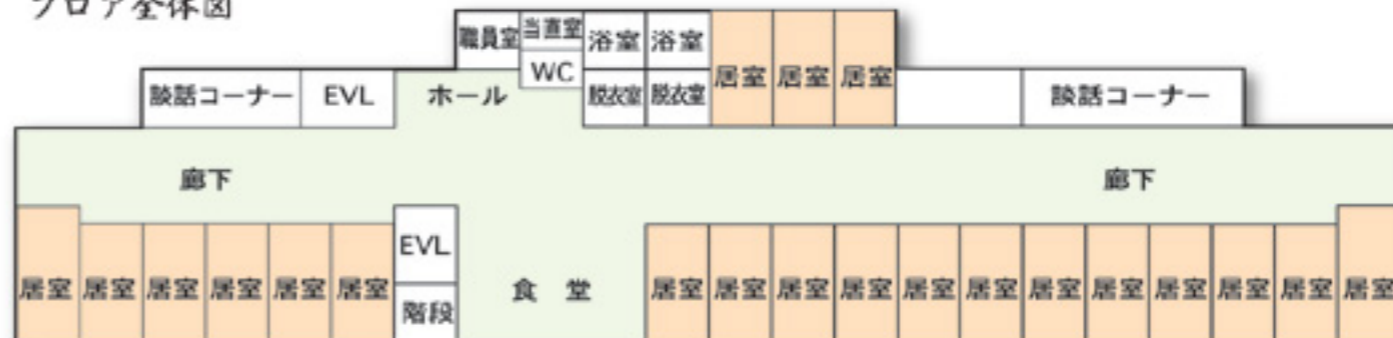 フロア全体図
職員室 当直室 浴室 浴室
WC 居室 居室 居室
談話コーナー EVL ホール 脱衣室 脱衣室 談話コーナー
廊下 廊下
EVL
居室 居室 居室 居室 居室 居室 食堂 居室 居室 居室 居室 居室 居室 居室 居室 居室 居室 居室 居室
階段